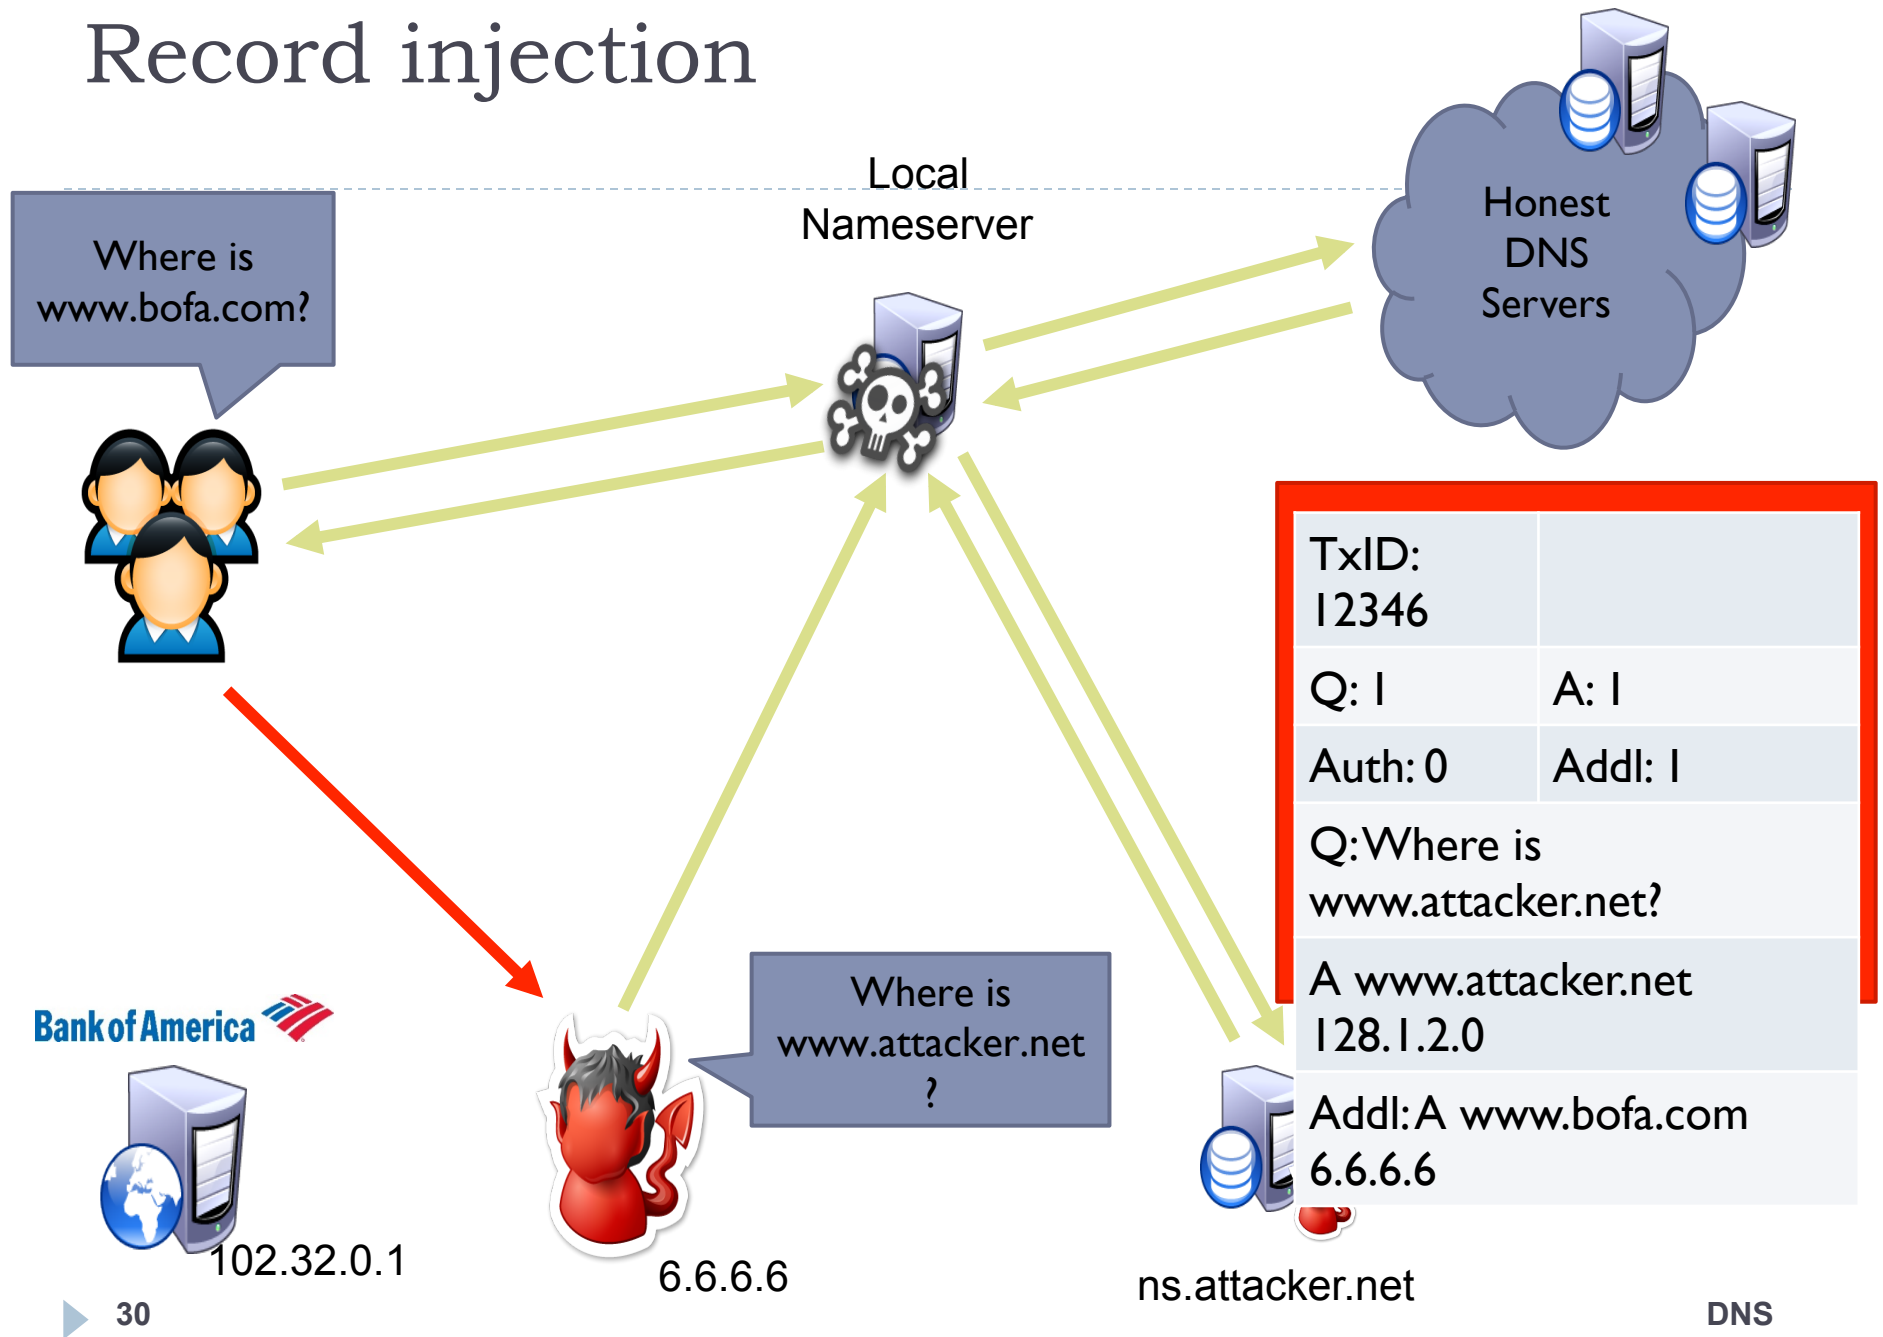 Record injection
Local
Nameserver
Honest
DNS
Servers
Where is
www.bofa.com?
TxID:
12346
Q: 1
A: 1
Auth: 0
Addl: 1
Q: Where is
www.attacker.net?
A www.attacker.net
128.1.2.0
Addl: A www.bofa.com
6.6.6.6
Where is
www.attacker.net
?
Bank of America
102.32.0.1
6.6.6.6
ns.attacker.net
30
DNS